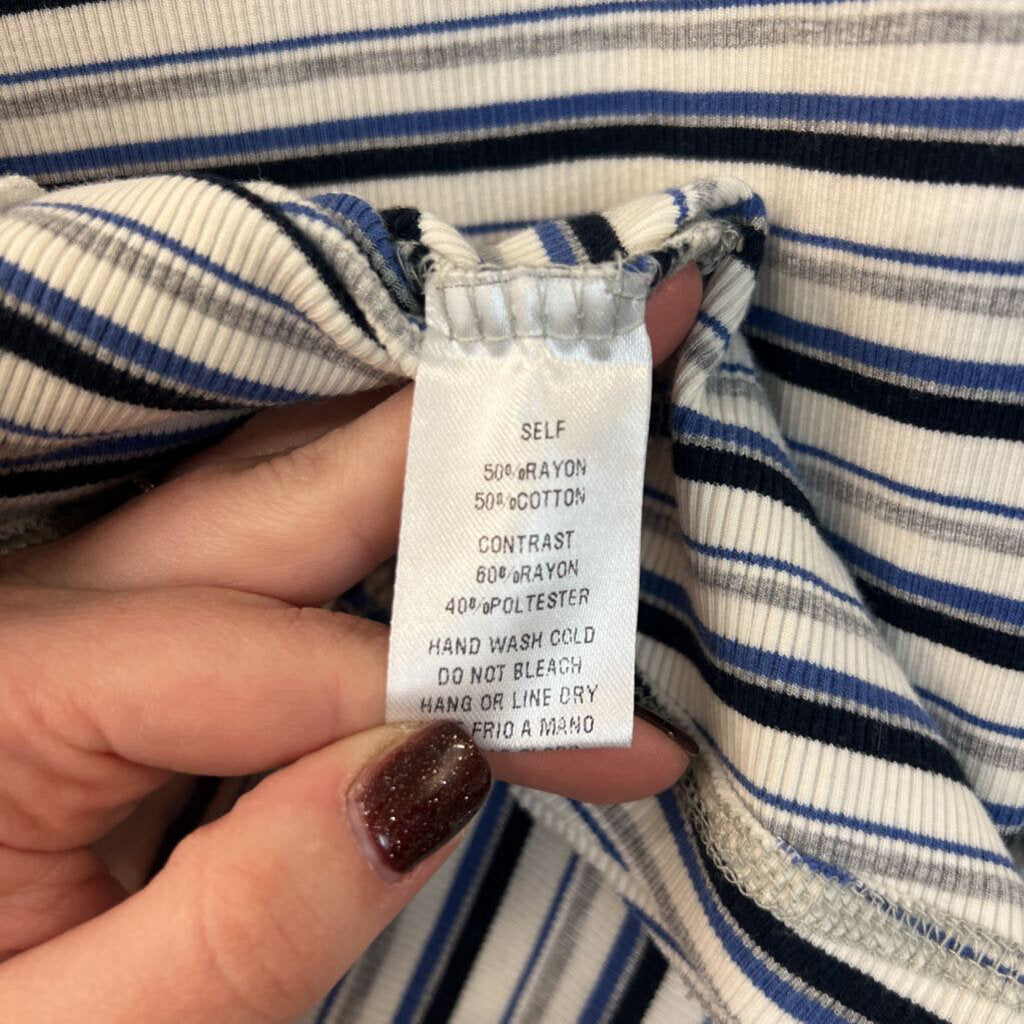 SELF
50%RAYON
50%COTTON
CONTRAST
60%RAYON
40%POLTESTER
HAND WASH COLD
DO NOT BLEACH
HANG OR LINE DRY
FRIO A MANO